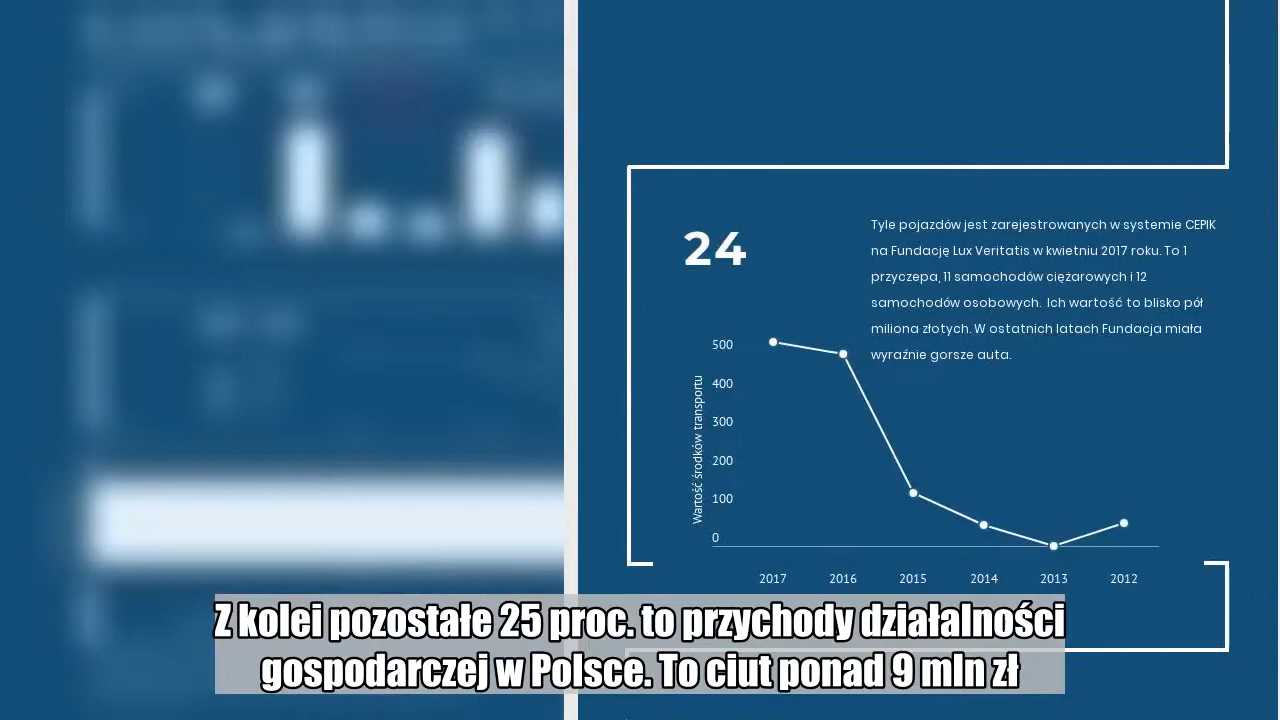 24
Tyle pojazdów jest zarejestrowanych w systemie CEPIK
na Fundację Lux Veritatis w kwietniu 2017 roku. To 1
przyczepa, 11 samochodów ciężarowych i 12
samochodów osobowych. Ich wartość to blisko pół
miliona złotych. W ostatnich latach Fundacja miała
wyraźnie gorsze auta.
Wartość środków transportu
500
400
300
200
100
0
2017 2016 2015 2014 2013 2012
Z kolei pozostałe 25 proc. to przychody działalności
gospodarczej w Polsce. To ciut ponad 9 mln zł